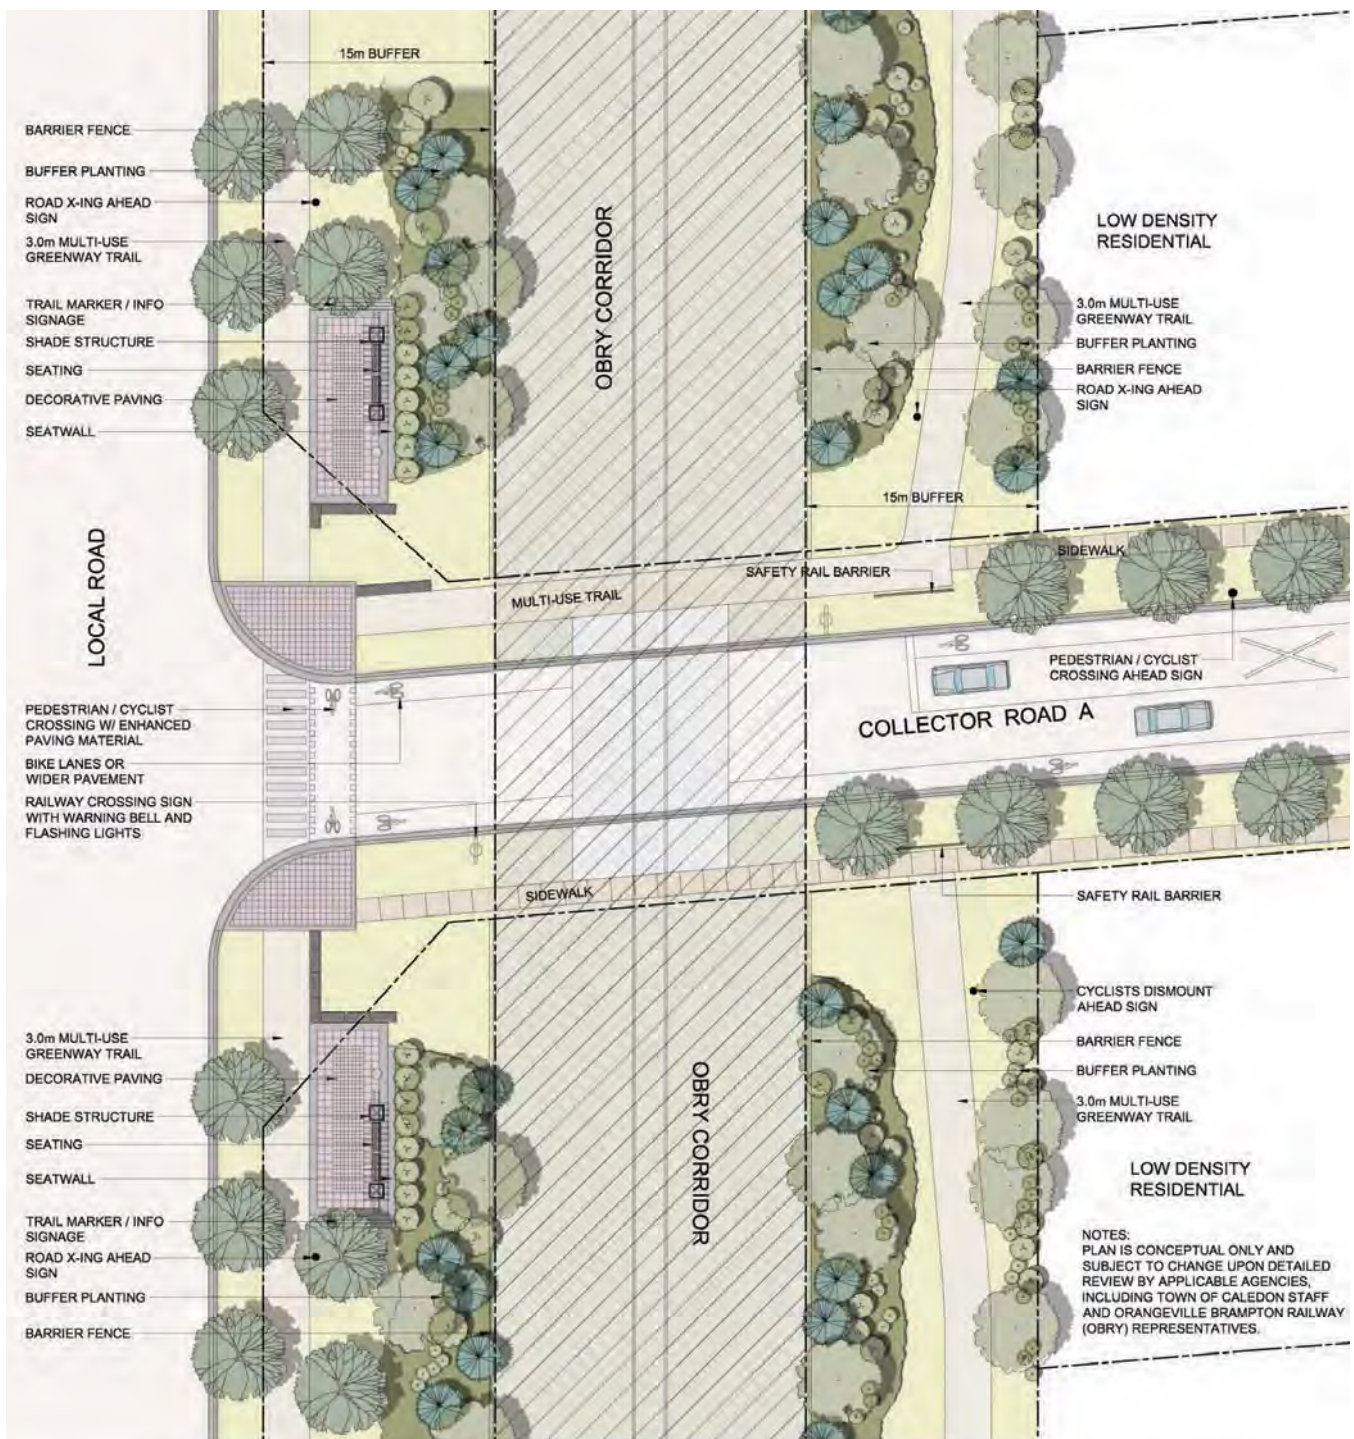 15m BUFFER
BARRIER FENCE
BUFFER PLANTING
ROAD X-ING AHEAD
SIGN
3.0m MULTI-USE
GREENWAY TRAIL
TRAIL MARKER / INFO
SIGNAGE
SHADE STRUCTURE
SEATING
DECORATIVE PAVING
SEATWALL
OBRY CORRIDOR
LOW DENSITY
RESIDENTIAL
3.0m MULTI-USE
GREENWAY TRAIL
BUFFER PLANTING
BARRIER FENCE
ROAD X-ING AHEAD
SIGN
15m BUFFER
LOCAL ROAD
SIDEWALK
SAFETY RAIL BARRIER
MULTI-USE TRAIL
PEDESTRIAN / CYCLIST
CROSSING AHEAD SIGN
COLLECTOR ROAD A
PEDESTRIAN / CYCLIST
CROSSING W/ ENHANCED
PAVING MATERIAL
BIKE LANES OR
WIDER PAVEMENT
RAILWAY CROSSING SIGN
WITH WARNING BELL AND
FLASHING LIGHTS
SIDEWALK
SAFETY RAIL BARRIER
CYCLISTS DISMOUNT
AHEAD SIGN
BARRIER FENCE
BUFFER PLANTING
3.0m MULTI-USE
GREENWAY TRAIL
3.0m MULTI-USE
GREENWAY TRAIL
DECORATIVE PAVING
SHADE STRUCTURE
SEATING
SEATWALL
TRAIL MARKER / INFO
SIGNAGE
ROAD X-ING AHEAD
SIGN
BUFFER PLANTING
BARRIER FENCE
OBRY CORRIDOR
LOW DENSITY
RESIDENTIAL
NOTES:
PLAN IS CONCEPTUAL ONLY AND
SUBJECT TO CHANGE UPON DETAILED
REVIEW BY APPLICABLE AGENCIES,
INCLUDING TOWN OF CALEDON STAFF
AND ORANGEVILLE BRAMPTON RAILWAY
(OBRY) REPRESENTATIVES.